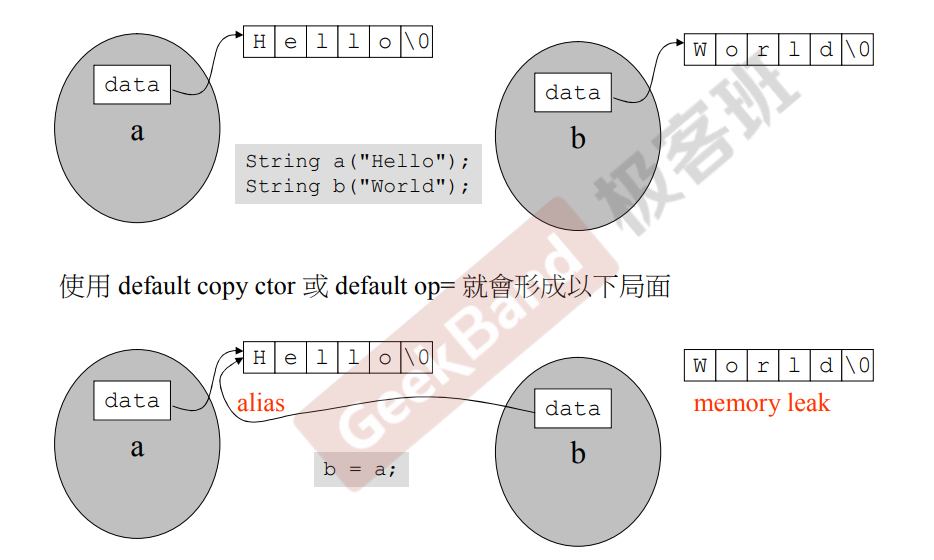 H e l l o \0
data
a
W o r l d \0
data
b
String a("Hello");
String b("World");
使用 default copy ctor 或 default op= 就會形成以下局面
H e l l o \0
data
alias
a
W o r l d \0
data
memory leak
b
b = a;
GeekBand 极客班